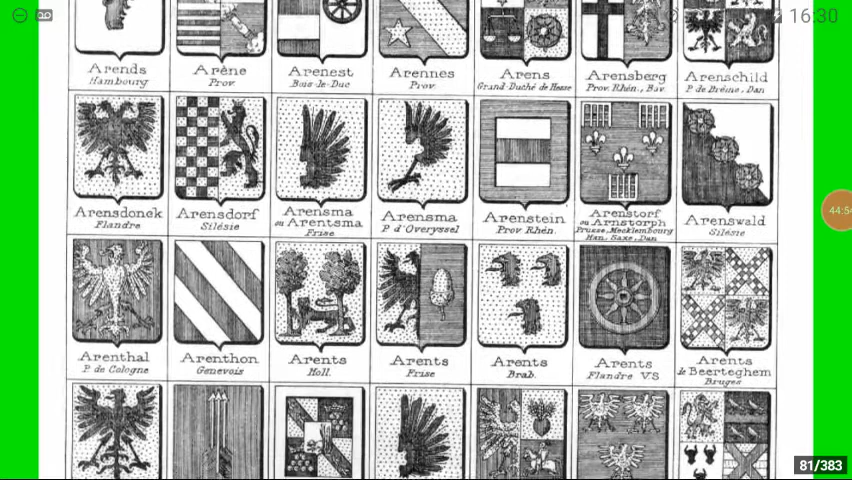 16:30
Arends
Hambourg
Arène
Prov.
Arenest
Bois-le-Duc
Arennes
Prov.
Arens
Grand-Duché de Hesse
Arensberg
Prov. Rhén., Bav.
Arenschild
P. de Brême, Dan
44:54
Arensdonck
Flandre
Arensdorf
Silésie
Arensma
ou Arentsma
Frise
Arensma
P. d'Overyssel
Arenstein
Prov. Rhén.
Arenstorf
ou Arnstorph
Prusse, Mecklembourg
Han, Saxe, Dan
Arenswald
Silésie
Arenthal
P. de Cologne
Arenthon
Genevois
Arents
Holl.
Arents
Frise
Arents
Brab.
Arents
Flandre VS
Arents
de Beerteghem
Bruges
81/383